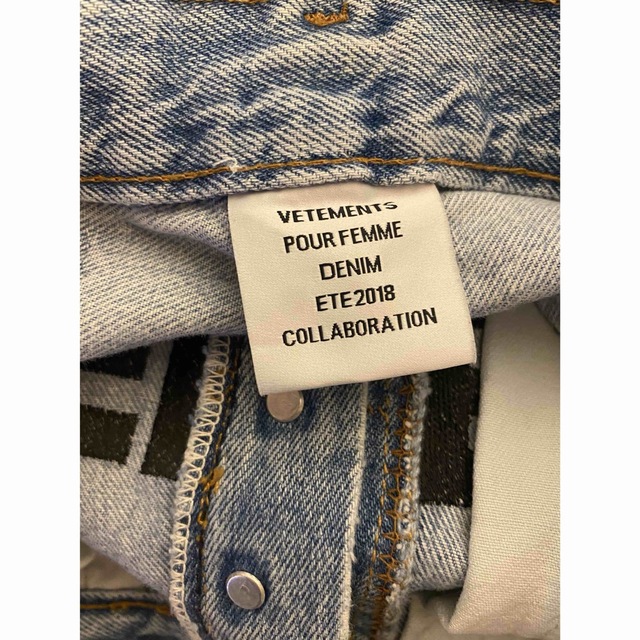 VETEMENTS
POUR FEMME
DENIM
ETE 2018
COLLABORATION